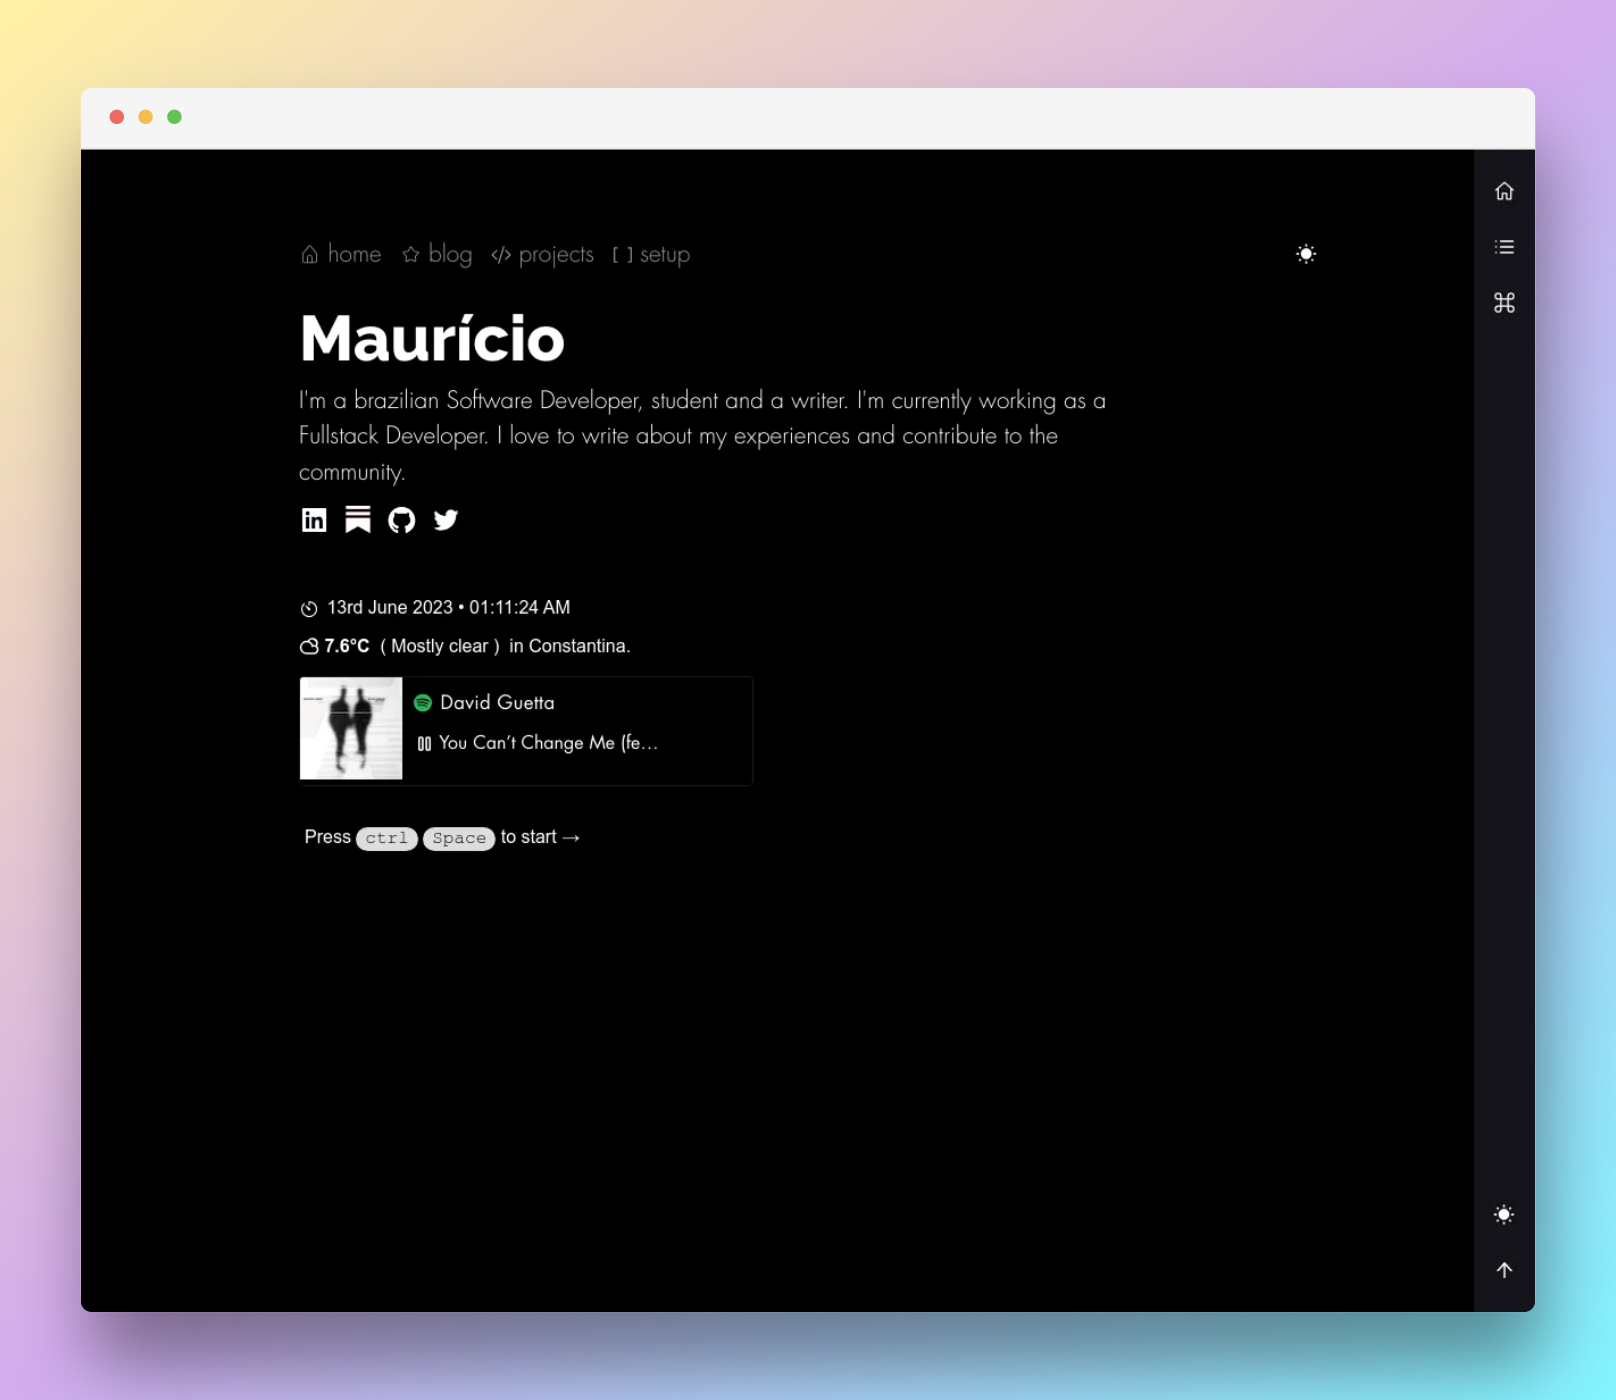 home blog projects [ ] setup
Maurício
I'm a brazilian Software Developer, student and a writer. I'm currently working as a
Fullstack Developer. I love to write about my experiences and contribute to the
community.
in
13rd June 2023 • 01:11:24 AM
7.6°C ( Mostly clear ) in Constantina.
David Guetta
You Can’t Change Me (fe...
Press ctrl Space to start →